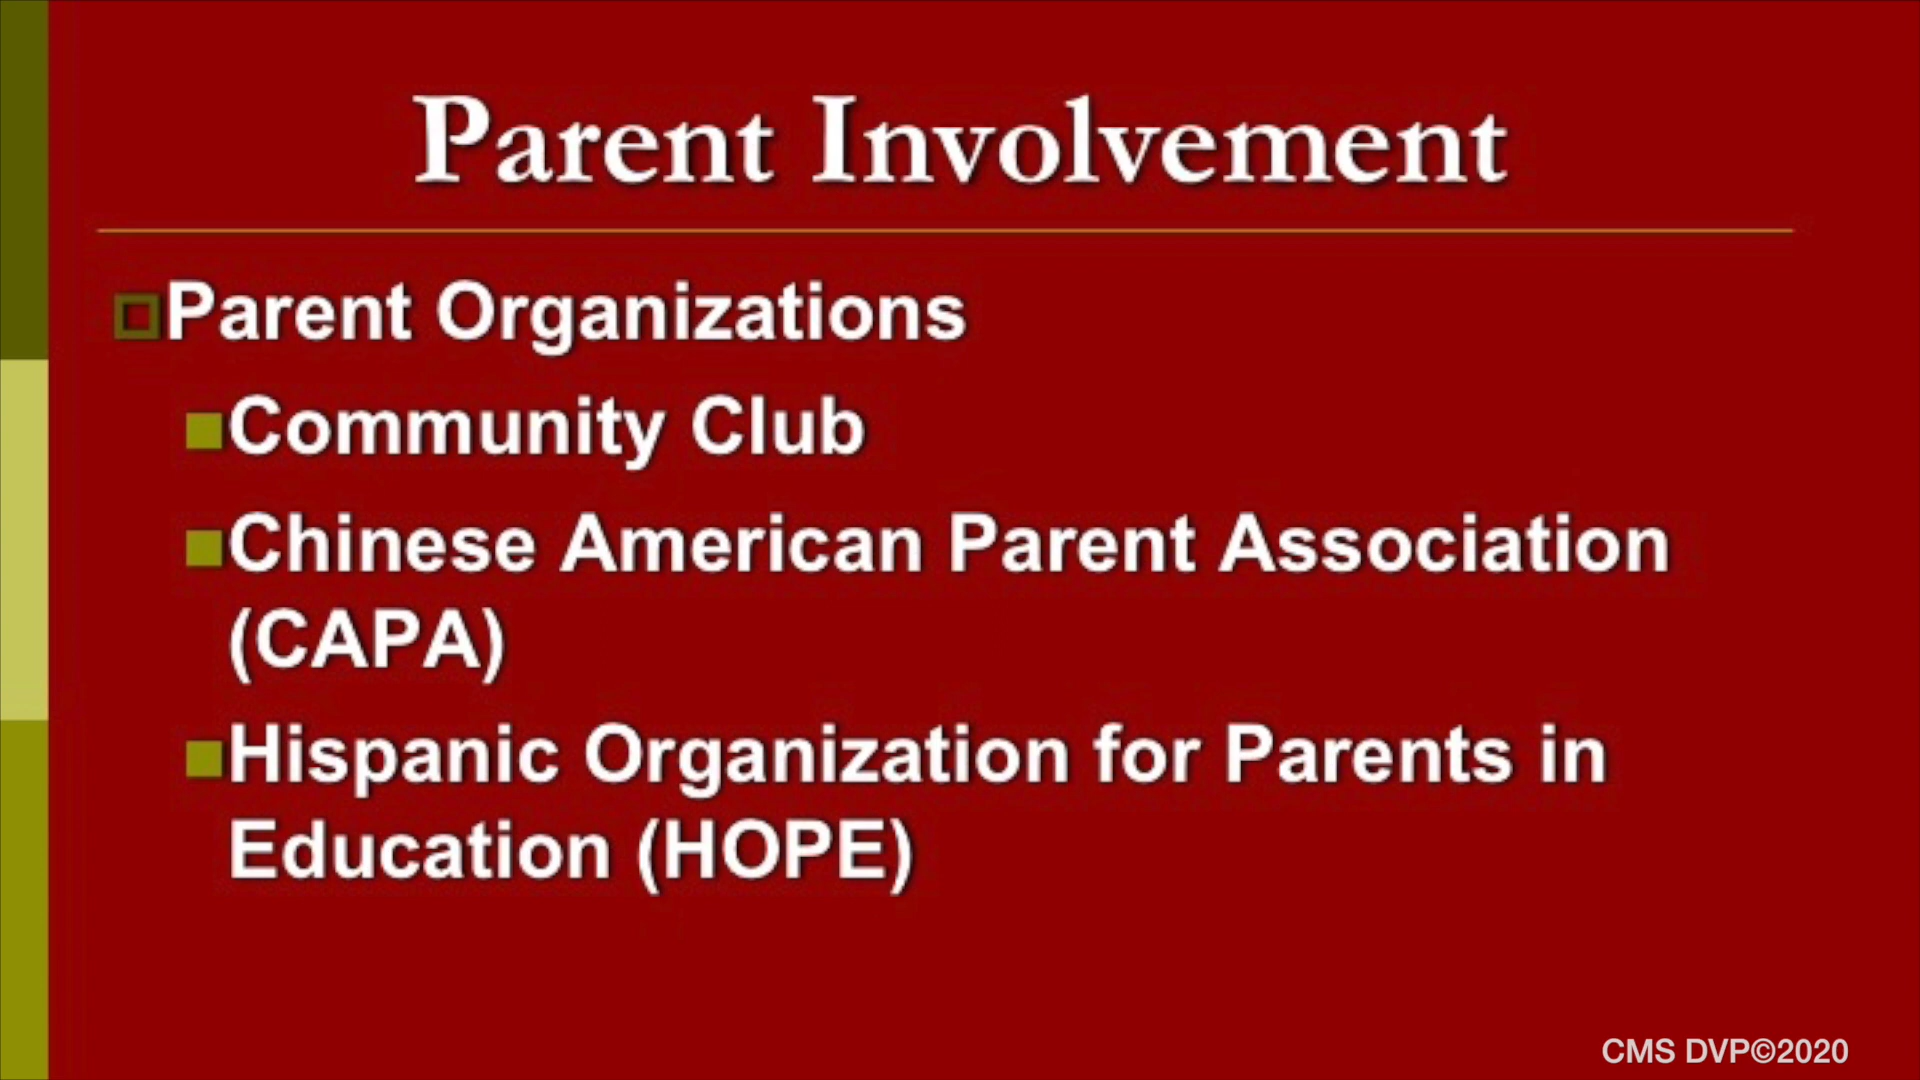 Parent Involvement
Parent Organizations
Community Club
Chinese American Parent Association
(CAPA)
Hispanic Organization for Parents in
Education (HOPE)
CMS DVP©2020